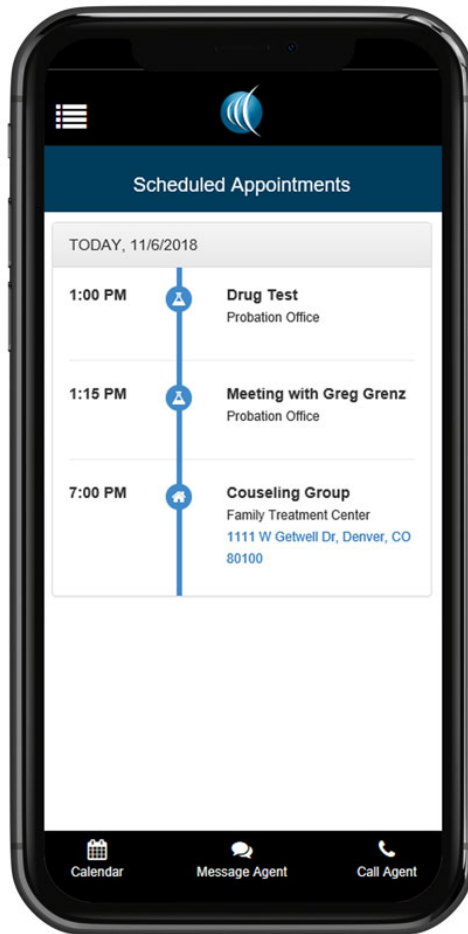 Scheduled Appointments
TODAY, 11/6/2018
1:00 PM
Drug Test
Probation Office
1:15 PM
Meeting with Greg Grenz
Probation Office
7:00 PM
Couseling Group
Family Treatment Center
1111 W Getwell Dr, Denver, CO
80100
Calendar
Message Agent
Call Agent